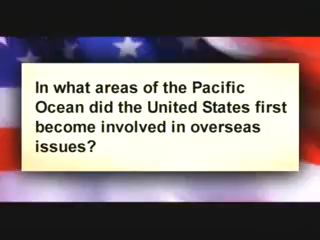 In what areas of the Pacific
Ocean did the United States first
become involved in overseas
issues?